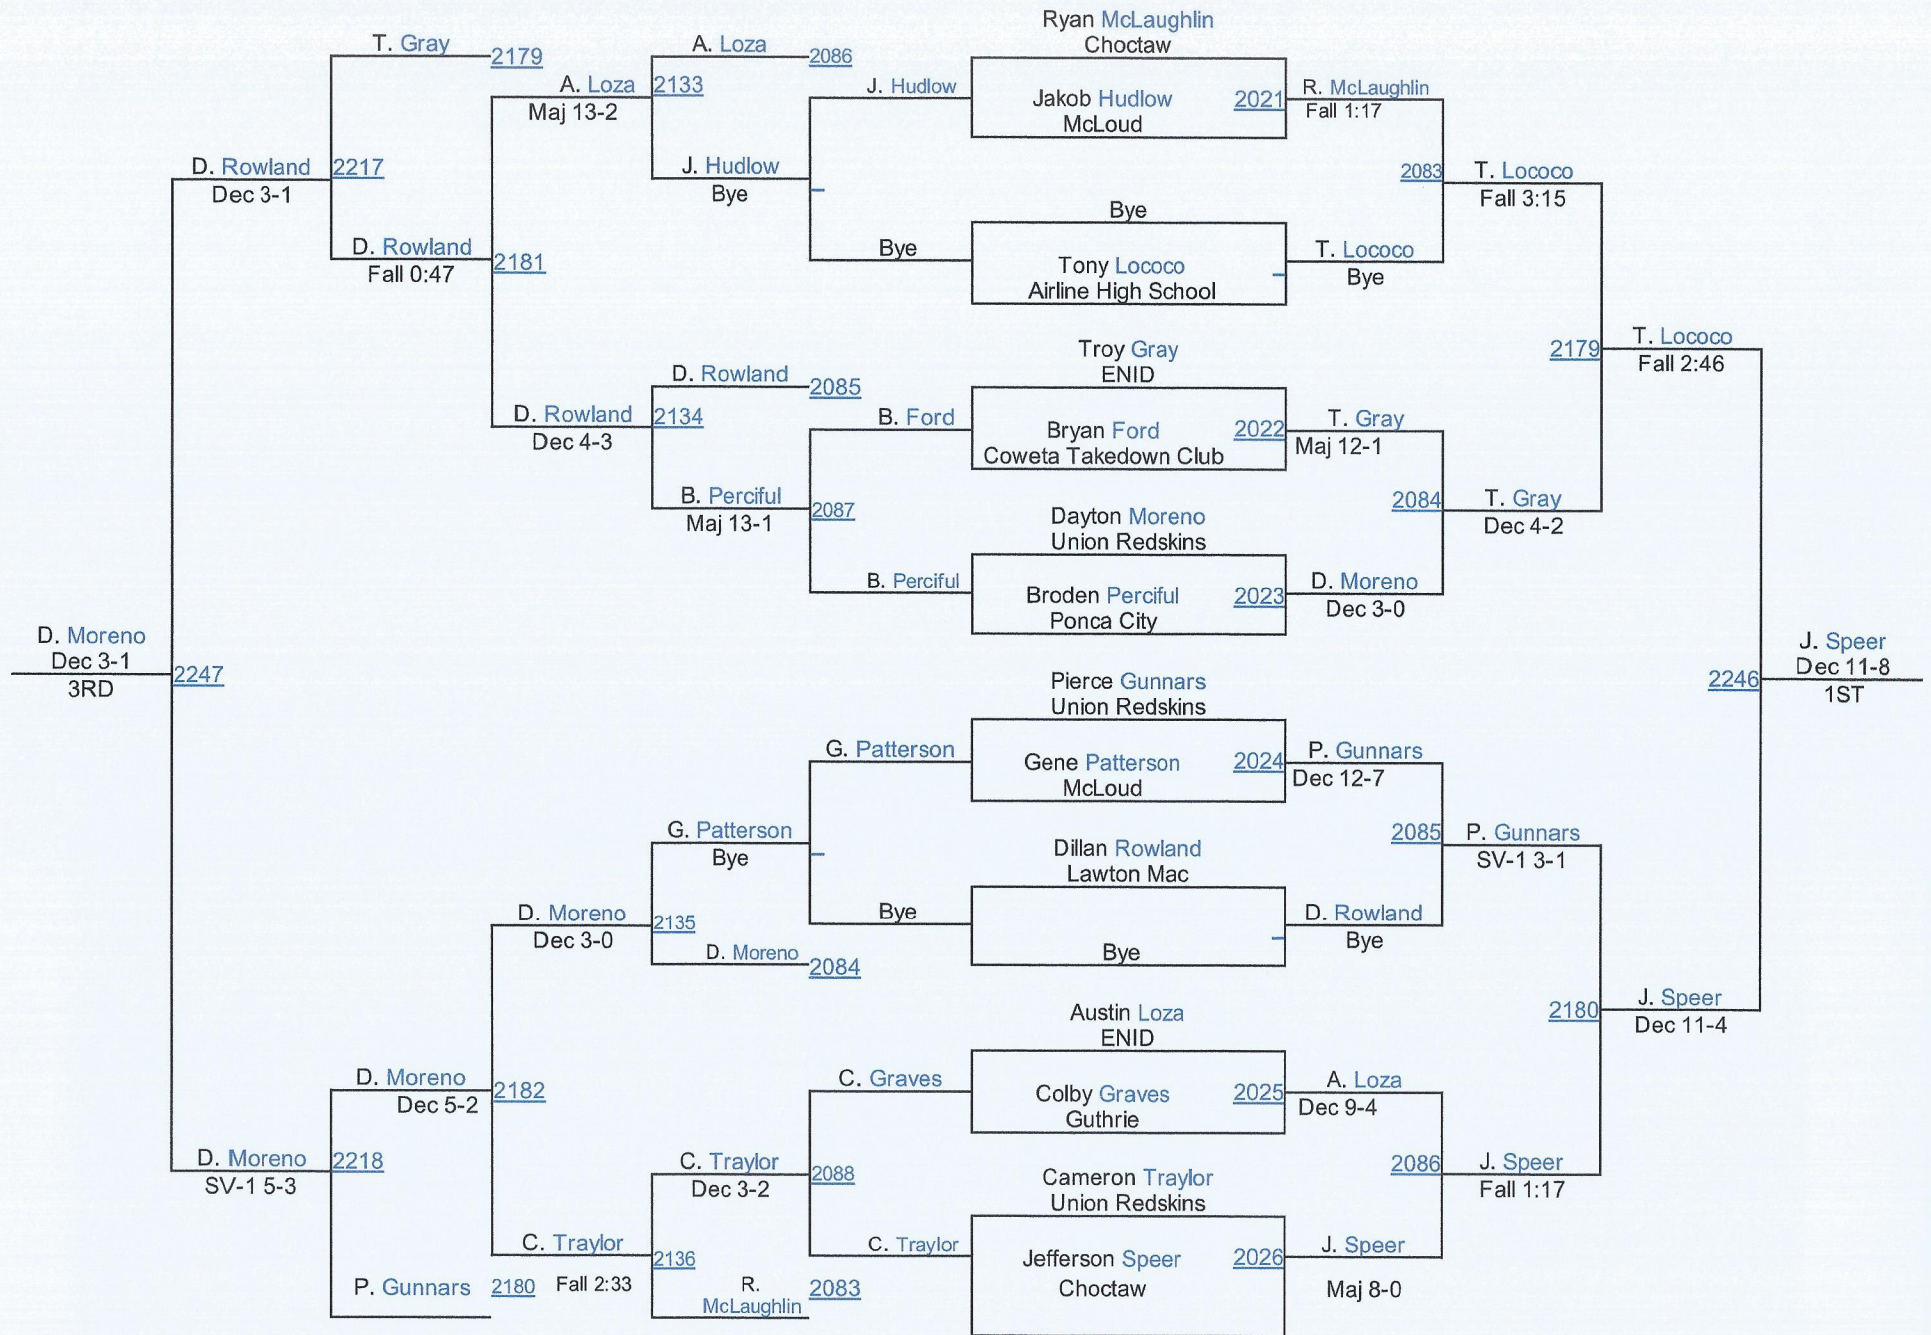 Ryan McLaughlin
Choctaw
T. Gray
2179
A. Loza
2086
A. Loza
2133
Maj 13-2
J. Hudlow
Jakob Hudlow
2021
McLoud
R. McLaughlin
Fall 1:17
D. Rowland
2217
Dec 3-1
J. Hudlow
Bye
2083
T. Lococo
Fall 3:15
Bye
D. Rowland
Fall 0:47
2181
Bye
Tony Lococo
Airline High School
T. Lococo
Bye
Troy Gray
ENID
2179
T. Lococo
Fall 2:46
D. Rowland
2085
D. Rowland
2134
Dec 4-3
B. Ford
Bryan Ford
2022
Coweta Takedown Club
T. Gray
Maj 12-1
B. Perciful
2087
Maj 13-1
Dayton Moreno
Union Redskins
2084
T. Gray
Dec 4-2
B. Perciful
Broden Perciful
2023
Ponca City
D. Moreno
Dec 3-0
D. Moreno
Dec 3-1
3RD
2247
J. Speer
Dec 11-8
1ST
2246
Pierce Gunnars
Union Redskins
G. Patterson
Gene Patterson
2024
McLoud
P. Gunnars
Dec 12-7
G. Patterson
Bye
Dillan Rowland
Lawton Mac
2085
P. Gunnars
SV-1 3-1
D. Moreno
2135
Dec 3-0
Bye
Bye
D. Rowland
Bye
D. Moreno
2084
Austin Loza
ENID
2180
J. Speer
Dec 11-4
D. Moreno
2182
Dec 5-2
C. Graves
Colby Graves
2025
Guthrie
A. Loza
Dec 9-4
D. Moreno
2218
SV-1 5-3
C. Traylor
2088
Dec 3-2
Cameron Traylor
Union Redskins
2086
J. Speer
Fall 1:17
C. Traylor
2136
Fall 2:33
C. Traylor
Jefferson Speer
2026
Choctaw
J. Speer
Maj 8-0
P. Gunnars
2180
R.
McLaughlin
2083